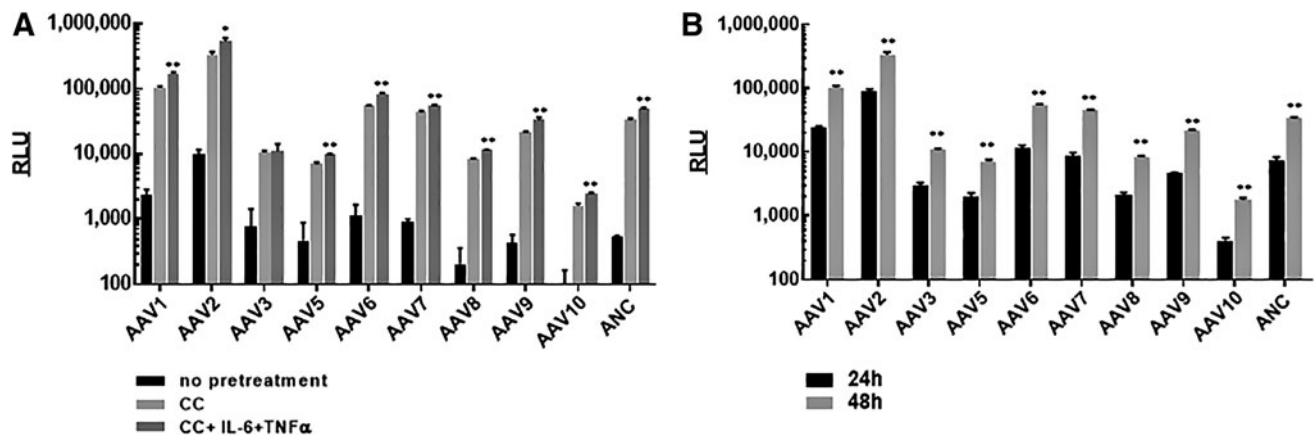 A
RLU
1,000,000
100,000
10,000
1,000
100
** * ** ** ** ** ** ** **
AAV1 AAV2 AAV3 AAV5 AAV6 AAV7 AAV8 AAV9 AAV10 ANC
no pretreatment
CC
CC+ IL-6+TNFα
B
RLU
1,000,000
100,000
10,000
1,000
100
** ** ** ** ** ** ** ** ** **
AAV1 AAV2 AAV3 AAV5 AAV6 AAV7 AAV8 AAV9 AAV10 ANC
24h
48h